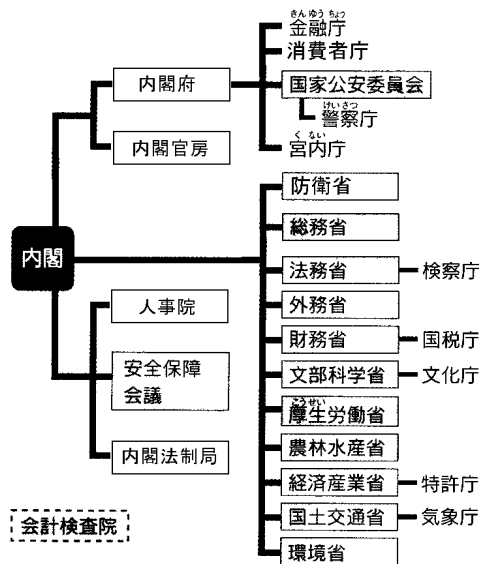 きんゆうちょう
金融庁
消費者庁
内閣府
国家公安委員会
けいさつ
警察庁
内閣官房
くない
宮内庁
防衛省
総務省
内閣
法務省
検察庁
人事院
外務省
財務省
国税庁
安全保障
会議
文部科学省
文化庁
こうせい
厚生労働省
内閣法制局
農林水産省
経済産業省
特許庁
会計検査院
国土交通省
気象庁
環境省